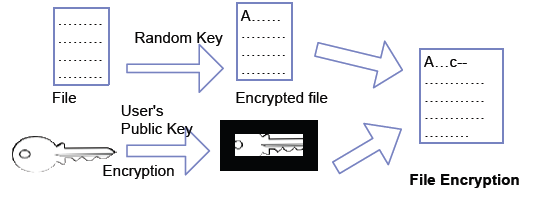 Random Key
A......
File
Encrypted file
A...c--
User's
Public Key
Encryption
File Encryption